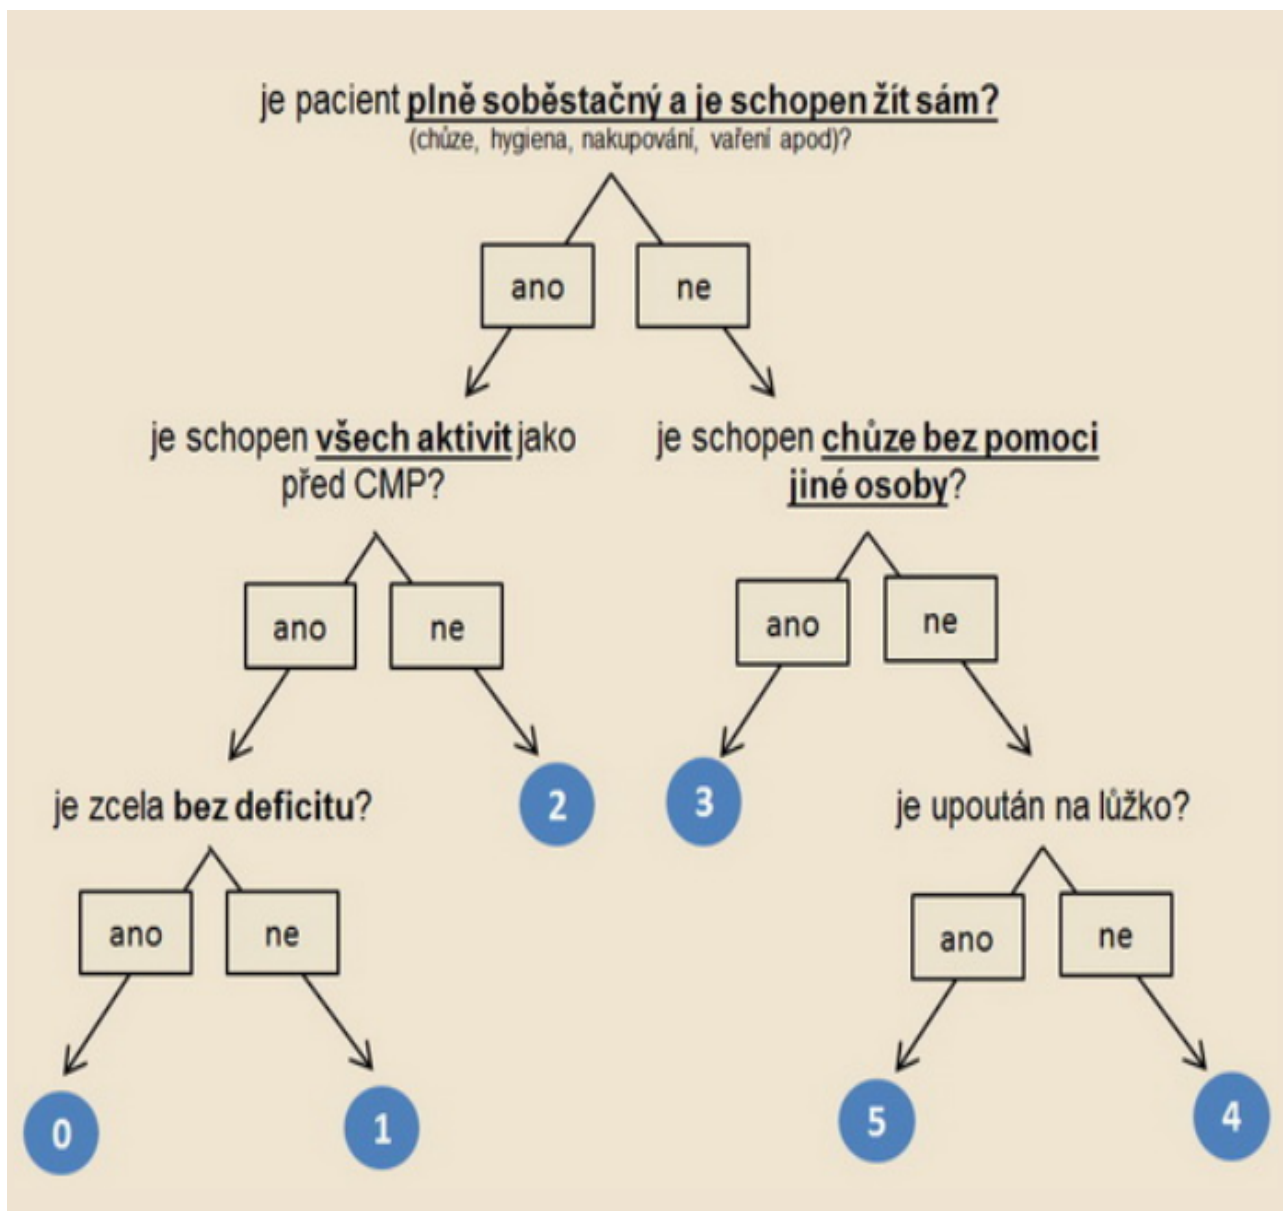 je pacient plně soběstačný a je schopen žít sám?
(chůze, hygiena, nakupování, vaření apod)?
ano
ne
je schopen všech aktivit jako
před CMP?
je schopen chůze bez pomoci
jiné osoby?
ano
ne
ano
ne
je zcela bez deficitu?
2
3
je upoután na lůžko?
ano
ne
ano
ne
0
1
5
4